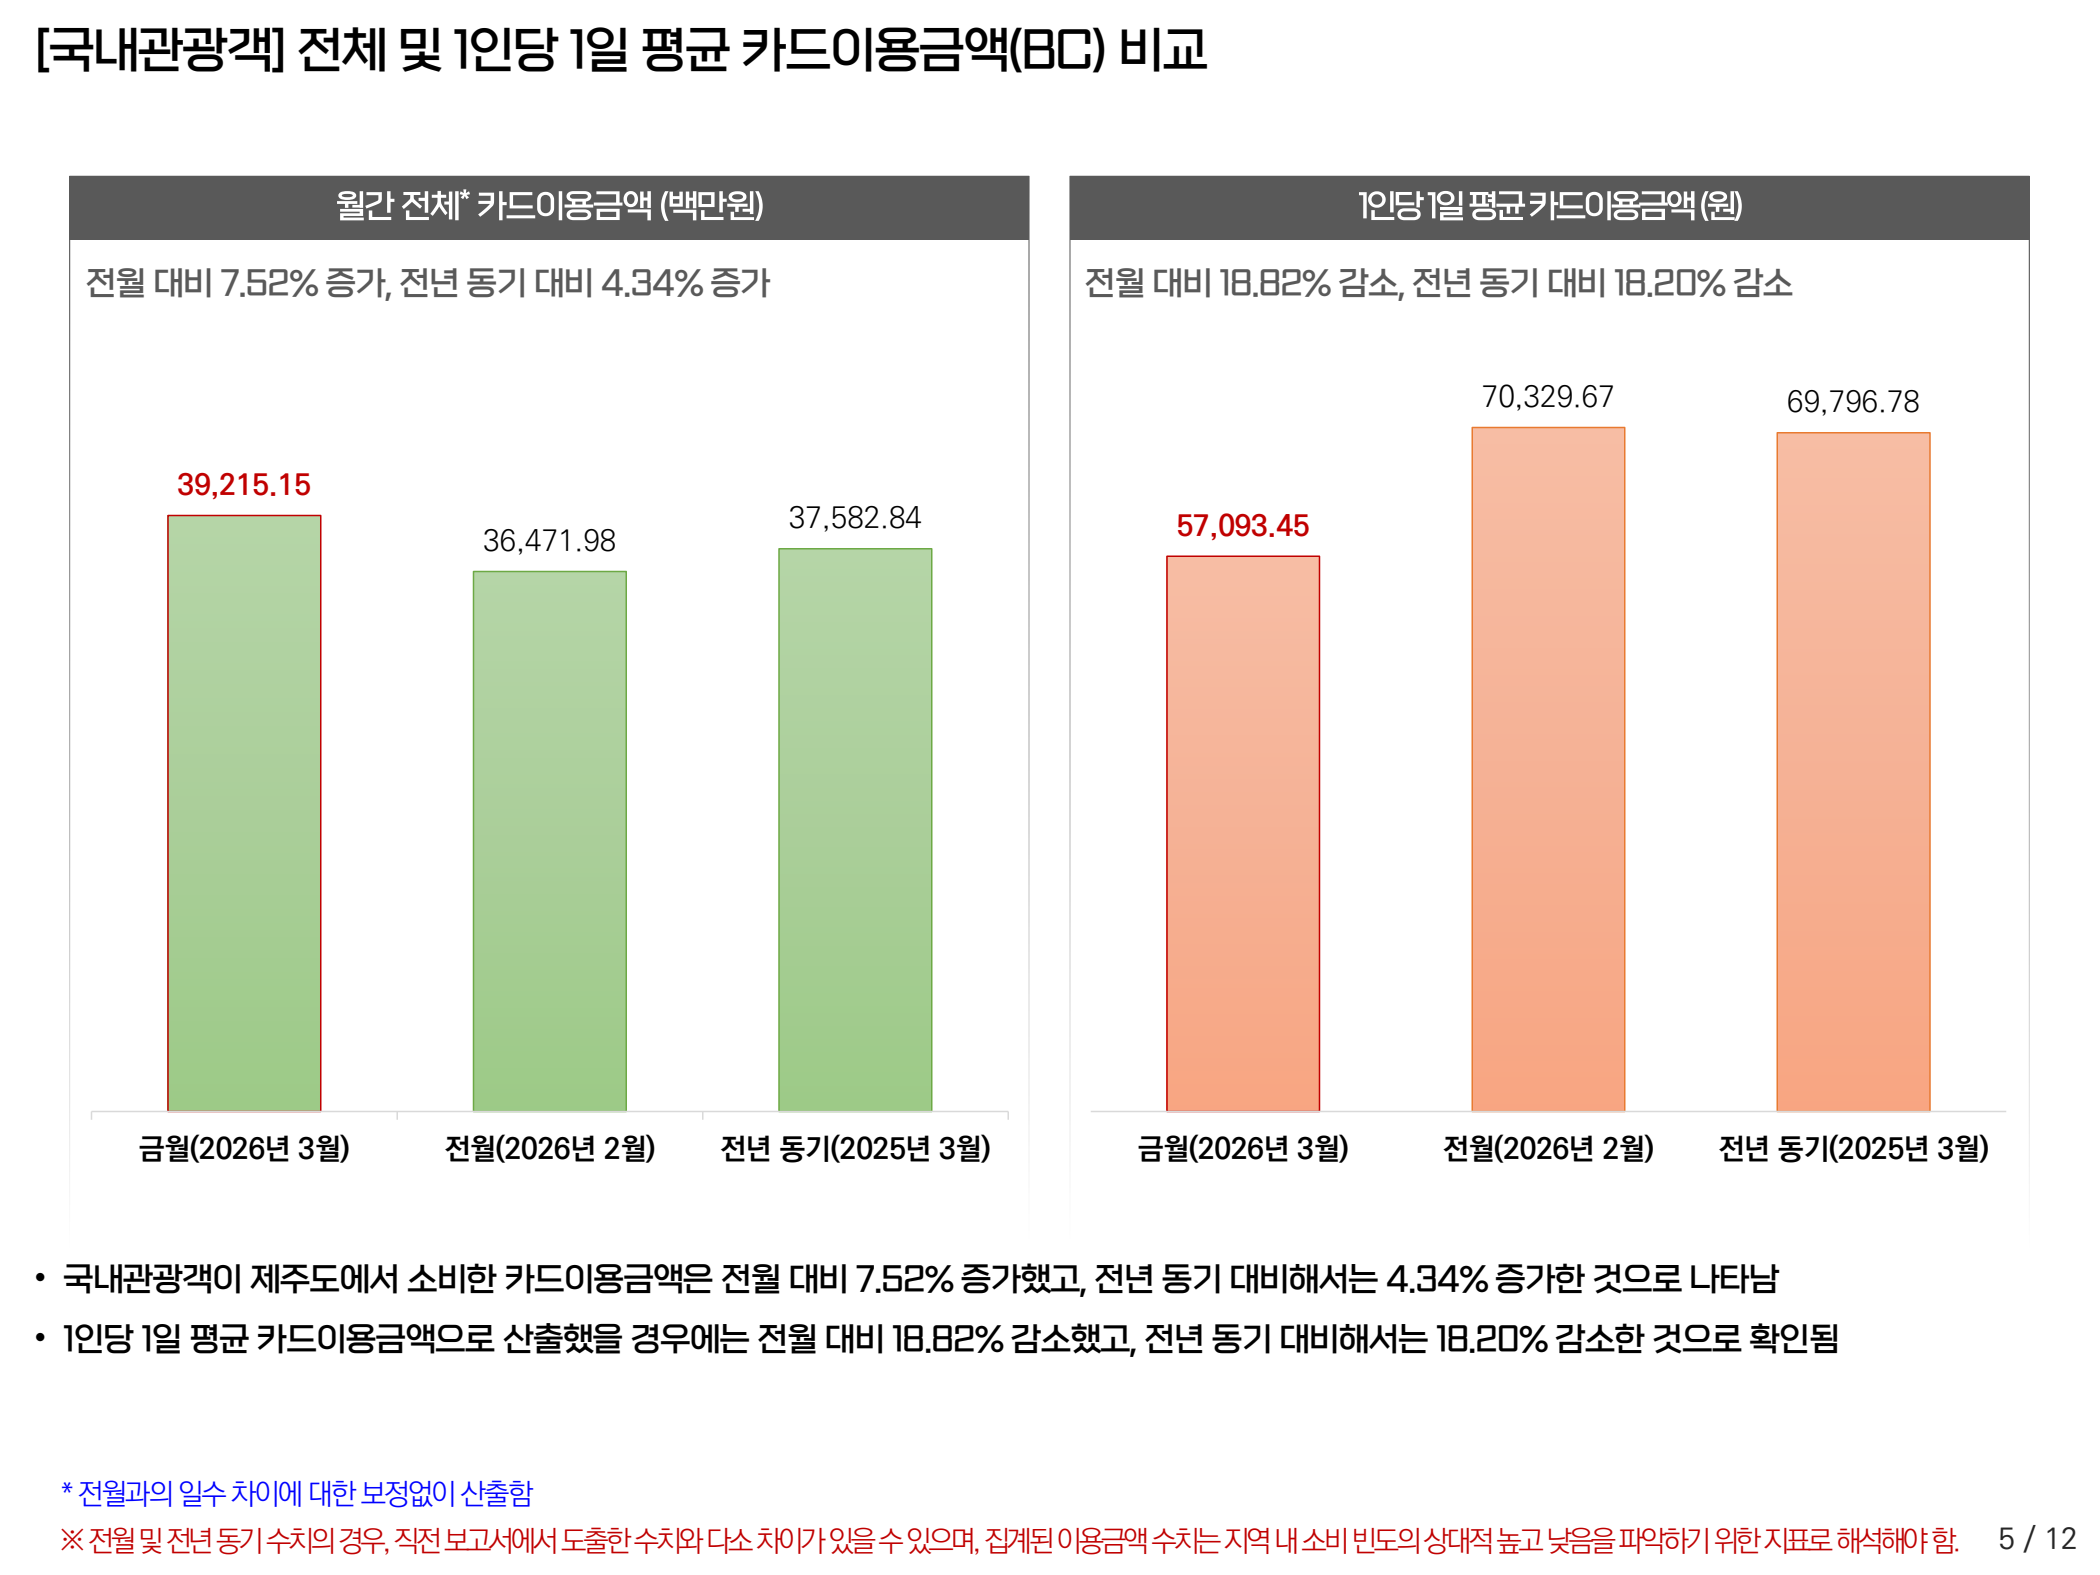 [국내관광객] 전체 및 1인당 1일 평균 카드이용금액(BC) 비교
월간 전체* 카드이용금액 (백만원)
전월 대비 7.52% 증가, 전년 동기 대비 4.34% 증가
39,215.15
36,471.98
37,582.84
금월(2026년 3월)
전월(2026년 2월)
전년 동기(2025년 3월)
1인당 1일 평균 카드이용금액 (원)
전월 대비 18.82% 감소, 전년 동기 대비 18.20% 감소
57,093.45
70,329.67
69,796.78
금월(2026년 3월)
전월(2026년 2월)
전년 동기(2025년 3월)
• 국내관광객이 제주도에서 소비한 카드이용금액은 전월 대비 7.52% 증가했고, 전년 동기 대비해서는 4.34% 증가한 것으로 나타남
• 1인당 1일 평균 카드이용금액으로 산출했을 경우에는 전월 대비 18.82% 감소했고, 전년 동기 대비해서는 18.20% 감소한 것으로 확인됨
* 전월과의 일수 차이에 대한 보정없이 산출함
※ 전월 및 전년 동기 수치의 경우, 직전 보고서에서 도출한 수치와 다소 차이가 있을 수 있으며, 집계된 이용금액 수치는 지역 내 소비 빈도의 상대적 높고 낮음을 파악하기 위한 지표로 해석해야 함.
5 / 12